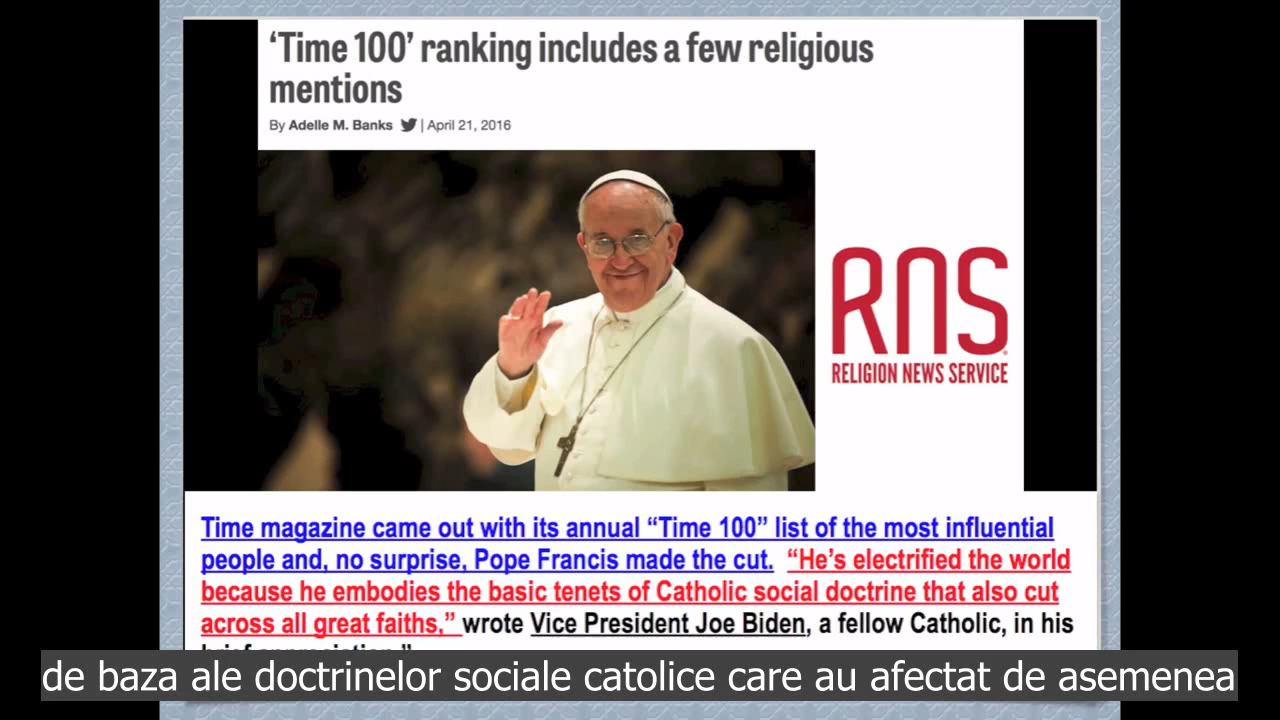 ‘Time 100’ ranking includes a few religious
mentions
By Adelle M. Banks | April 21, 2016
RNS
RELIGION NEWS SERVICE
Time magazine came out with its annual “Time 100” list of the most influential
people and, no surprise, Pope Francis made the cut. “He’s electrified the world
because he embodies the basic tenets of Catholic social doctrine that also cut
across all great faiths,” wrote Vice President Joe Biden, a fellow Catholic, in his
de baza ale doctrinelor sociale catolice care au afectat de asemenea